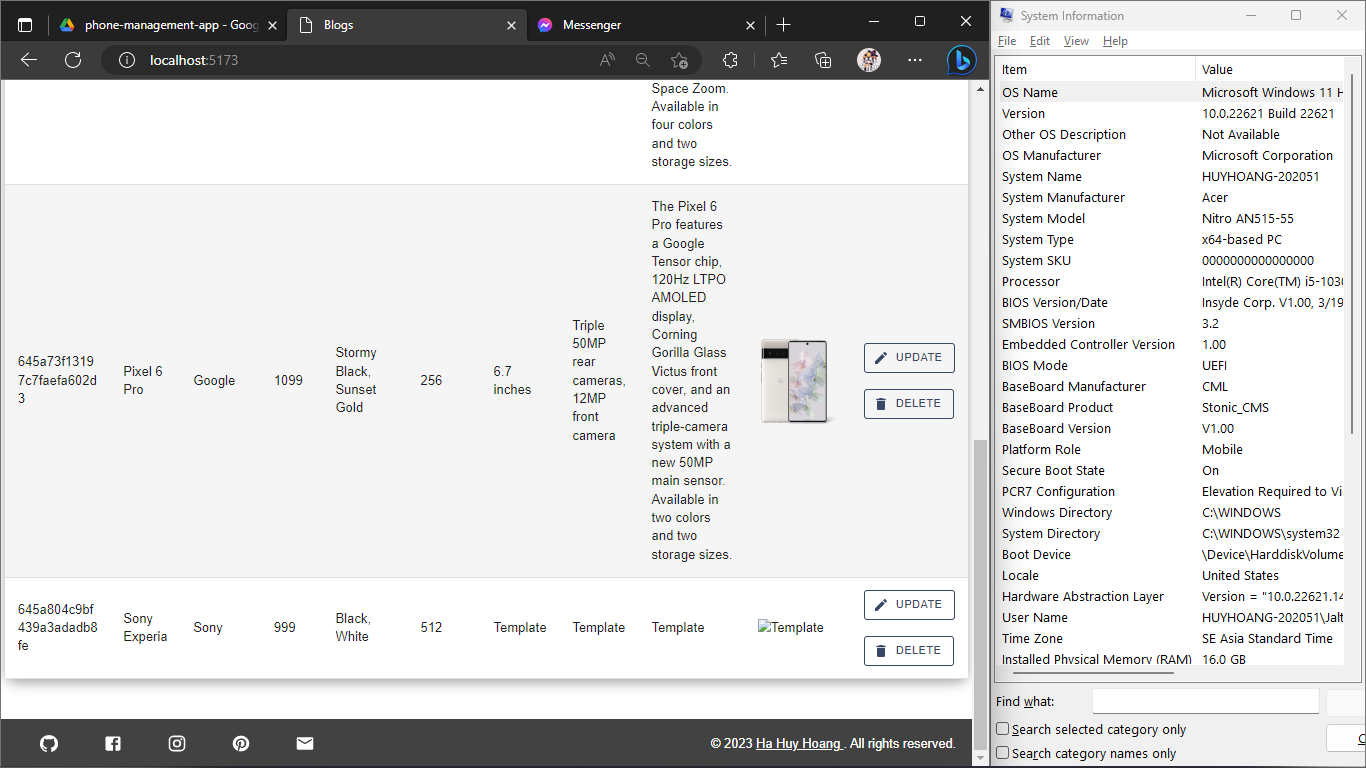 phone-management-app - Goog
Blogs
Messenger
localhost:5173
Space Zoom.
Available in
four colors
and two
storage sizes.
645a73f1319
7c7faefa602d
3
Pixel 6
Pro
Google
1099
Stormy
Black,
Sunset
Gold
256
6.7
inches
Triple
50MP
rear
cameras,
12MP
front
camera
The Pixel 6
Pro features
a Google
Tensor chip,
120Hz LTPO
AMOLED
display,
Corning
Gorilla Glass
Victus front
cover, and an
advanced
triple-camera
system with a
new 50MP
main sensor.
Available in
two colors
and two
storage sizes.
UPDATE
DELETE
645a804c9bf
439a3adadb8
fe
Sony
Experia
Sony
999
Black,
White
512
Template
Template
Template
Template
UPDATE
DELETE
© 2023 Ha Huy Hoang . All rights reserved.
System Information
File Edit View Help
Item Value
OS Name Microsoft Windows 11 H
Version 10.0.22621 Build 22621
Other OS Description Not Available
OS Manufacturer Microsoft Corporation
System Name HUYHOANG-202051
System Manufacturer Acer
System Model Nitro AN515-55
System Type x64-based PC
System SKU 0000000000000000
Processor Intel(R) Core(TM) i5-1030
BIOS Version/Date Insyde Corp. V1.00, 3/19
SMBIOS Version 3.2
Embedded Controller Version 1.00
BIOS Mode UEFI
BaseBoard Manufacturer CML
BaseBoard Product Stonic_CMS
BaseBoard Version V1.00
Platform Role Mobile
Secure Boot State On
PCR7 Configuration Elevation Required to Vi
Windows Directory C:\WINDOWS
System Directory C:\WINDOWS\system32
Boot Device \Device\HarddiskVolume
Locale United States
Hardware Abstraction Layer Version = "10.0.22621.14
User Name HUYHOANG-202051\Jalt
Time Zone SE Asia Standard Time
Installed Physical Memory (RAM) 16.0 GB
Find what:
Search selected category only
Search category names only